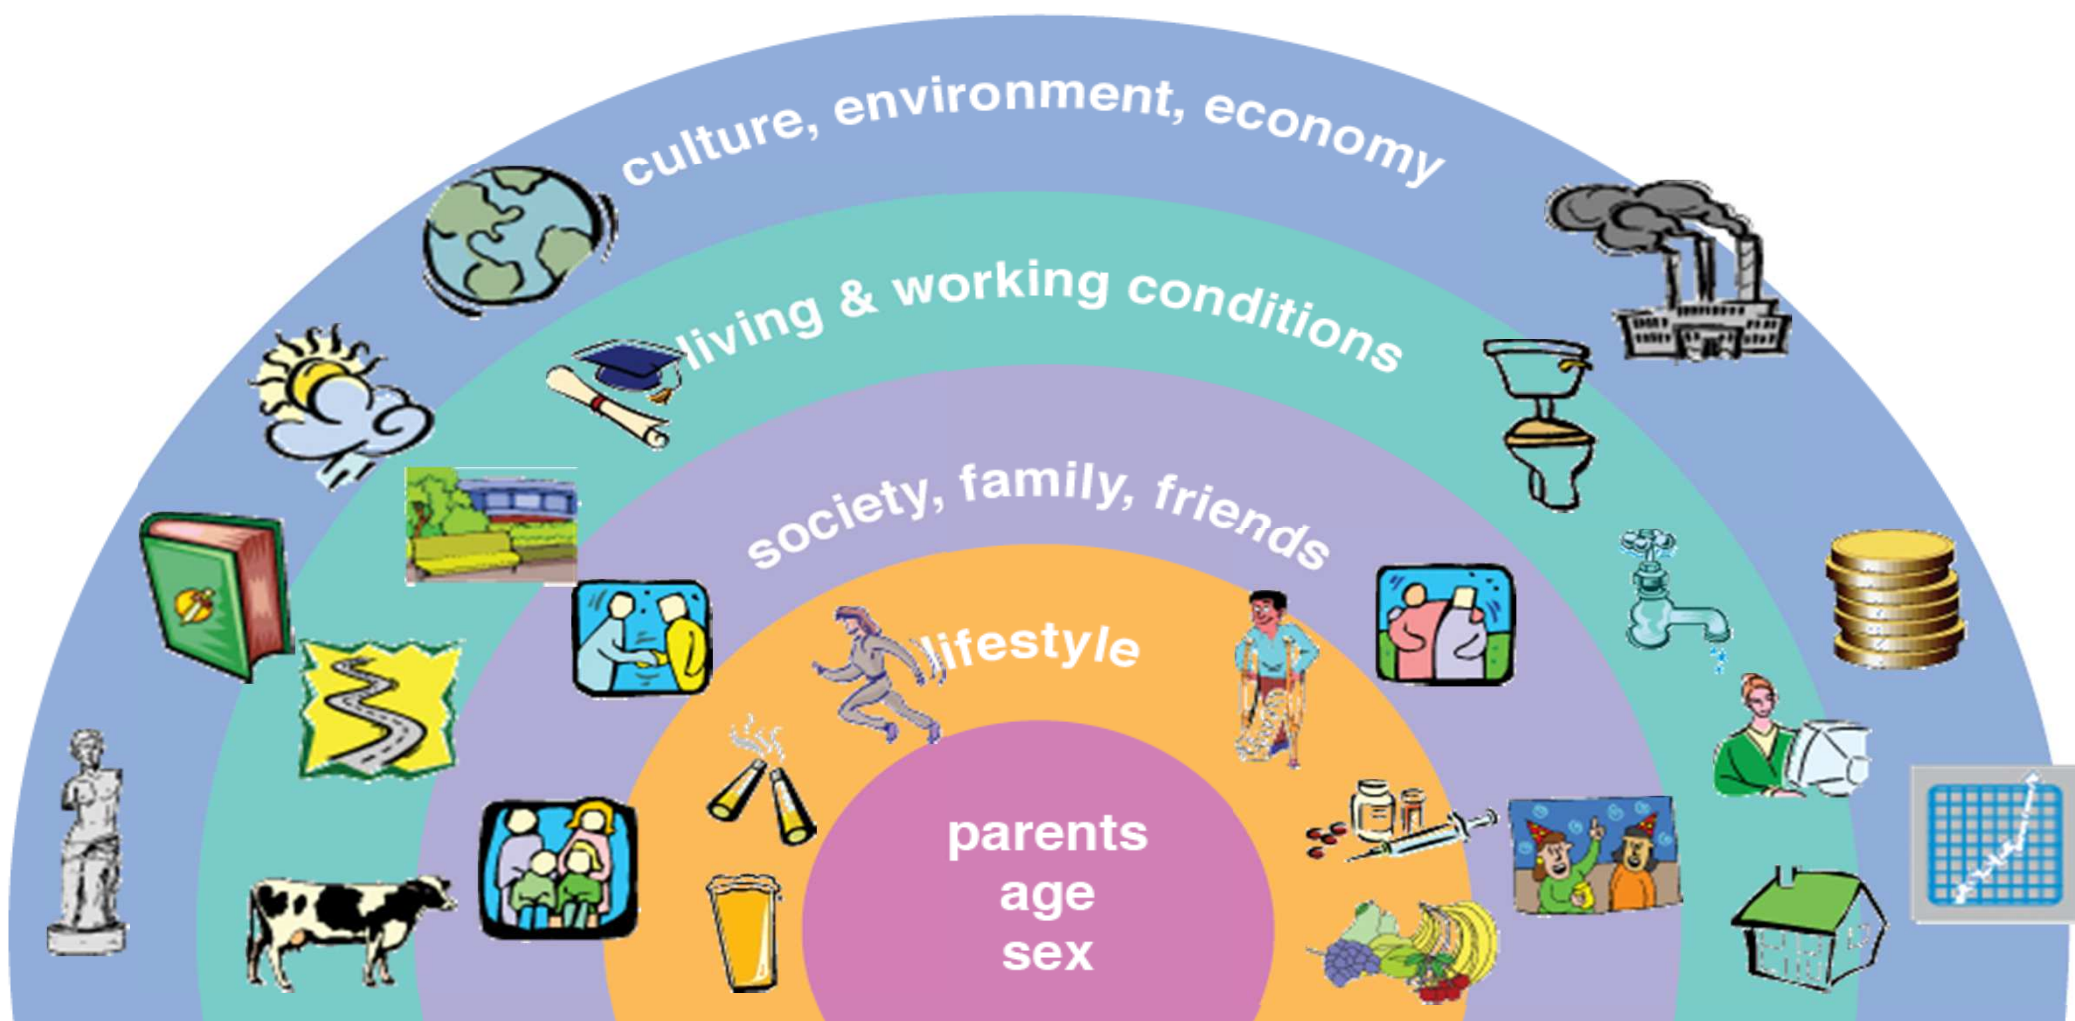 culture, environment, economy
living & working conditions
society, family, friends
lifestyle
parents
age
sex